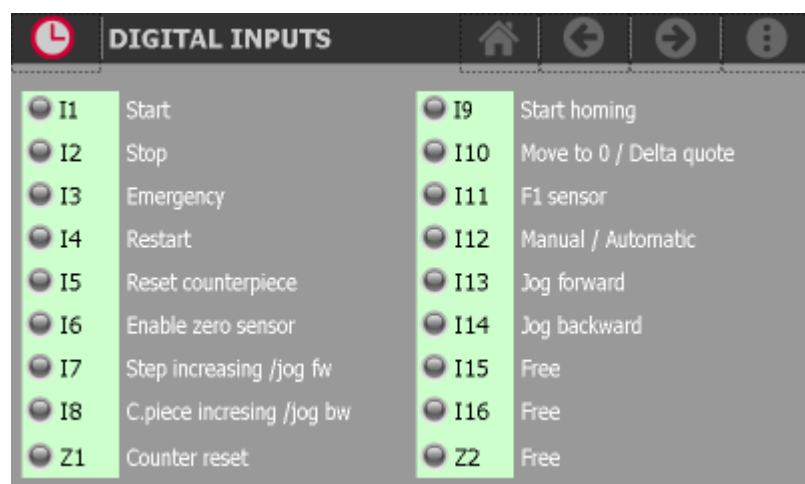 DIGITAL INPUTS
I1 Start
I2 Stop
I3 Emergency
I4 Restart
I5 Reset counterpiece
I6 Enable zero sensor
I7 Step increasing /jog fw
I8 C.piece incresing /jog bw
Z1 Counter reset
I9 Start homing
I10 Move to 0 / Delta quote
I11 F1 sensor
I12 Manual / Automatic
I13 Jog forward
I14 Jog backward
I15 Free
I16 Free
Z2 Free